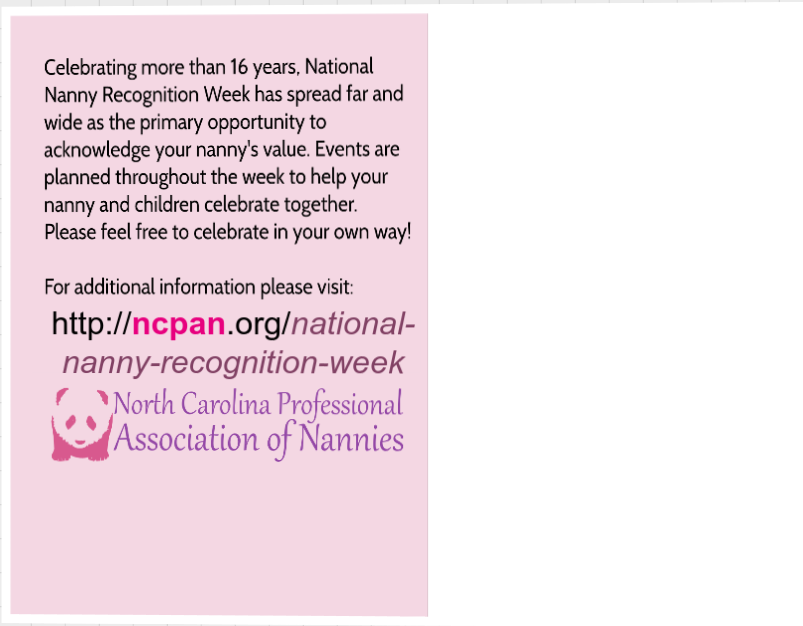 Celebrating more than 16 years, National
Nanny Recognition Week has spread far and
wide as the primary opportunity to
acknowledge your nanny's value. Events are
planned throughout the week to help your
nanny and children celebrate together.
Please feel free to celebrate in your own way!
For additional information please visit:
http://ncpan.org/national-
nanny-recognition-week
North Carolina Professional
Association of Nannies